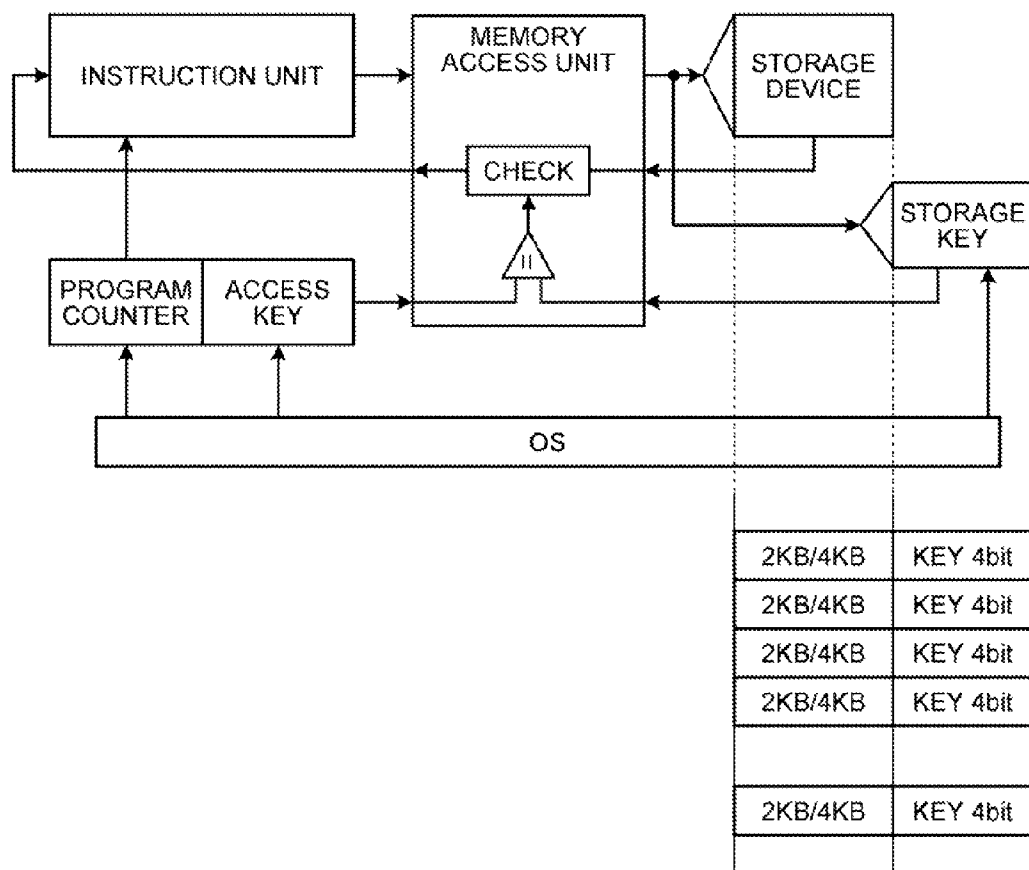 INSTRUCTION UNIT
MEMORY
ACCESS UNIT
STORAGE
DEVICE
CHECK
STORAGE
KEY
=
PROGRAM
COUNTER
ACCESS
KEY
OS
2KB/4KB KEY 4bit
2KB/4KB KEY 4bit
2KB/4KB KEY 4bit
2KB/4KB KEY 4bit
2KB/4KB KEY 4bit